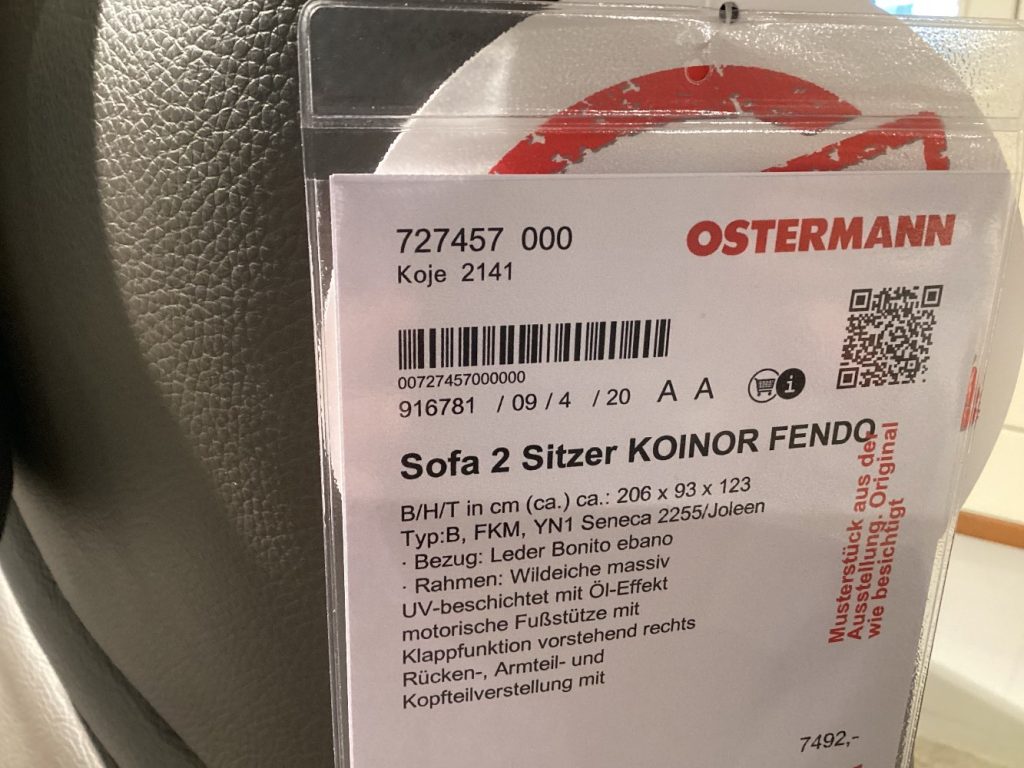 727457 000
Koje 2141
OSTERMANN
00727457000000
916781 / 09 / 4 / 20 A A
i
Sofa 2 Sitzer KOINOR FENDO
B/H/T in cm (ca.) ca.: 206 x 93 x 123
Typ:B, FKM, YN1 Seneca 2255/Joleen
· Bezug: Leder Bonito ebano
· Rahmen: Wildeiche massiv
UV-beschichtet mit Öl-Effekt
motorische Fußstütze mit
Klappfunktion vorstehend rechts
Rücken-, Armteil- und
Kopfteilverstellung mit
Musterstück aus der
Ausstellung. Original
wie besichtigt
7492,-